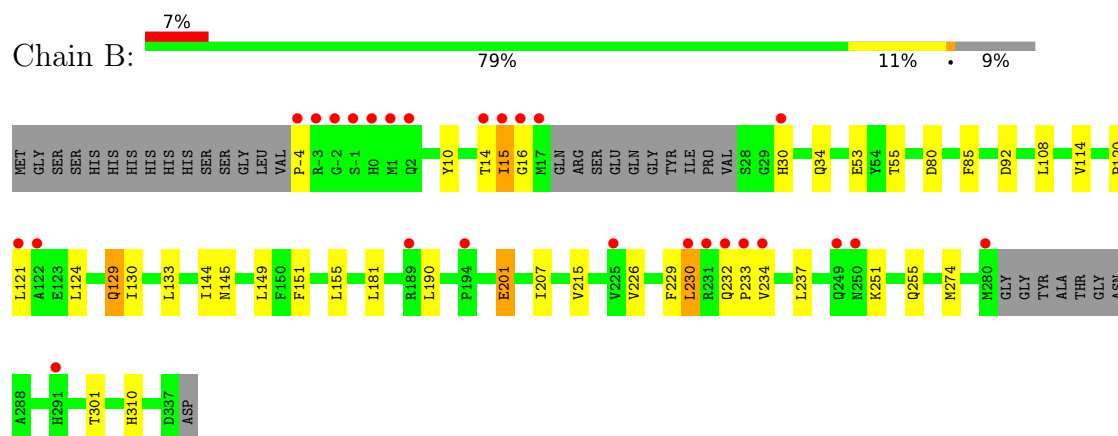 7%
Chain B:
79% 11% • 9%
MET GLY SER SER HIS HIS HIS HIS HIS HIS SER SER GLY LEU VAL P-4 R-3 G-2 S-1 H0 M1 Q2 Y10 T14 I15 G16 M17 GLN ARG SER GLU GLN GLY TYR ILE PRO VAL S28 G29 H30 Q34 E53 Y54 T55 D80 F85 D92 L108 V114
L121 A122 E123 L124 Q129 I130 L133 I144 N145 L149 F150 F151 L155 L181 R189 L190 P194 E201 I207 V215 V225 V226 F229 L230 R231 Q232 P233 V234 L237 Q249 N250 K251 Q255 M274 M280 GLY GLY TYR ALA THR GLY ASN
A288 H291 T301 H310 D337 ASP